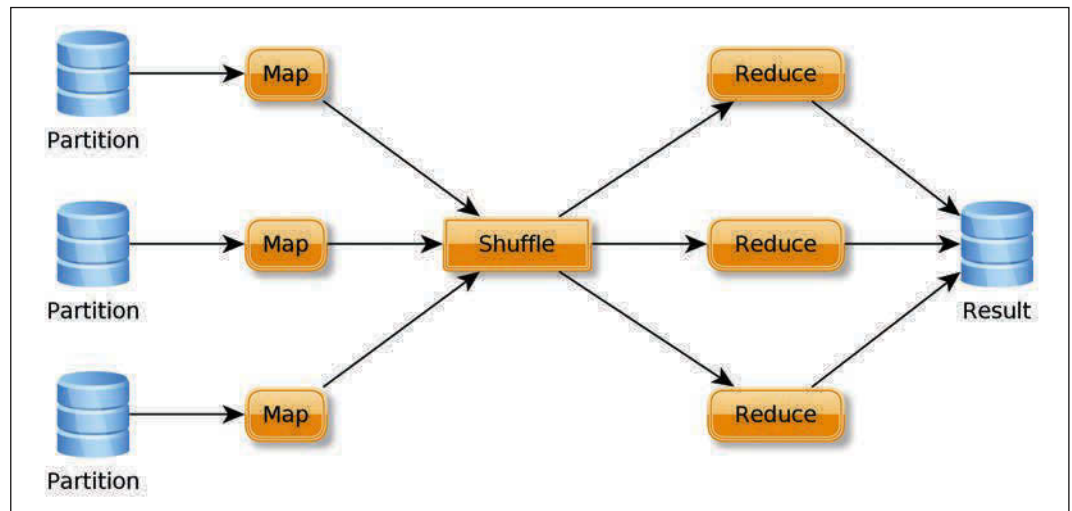 Map
Reduce
Partition
Map
Shuffle
Reduce
Partition
Result
Map
Reduce
Partition